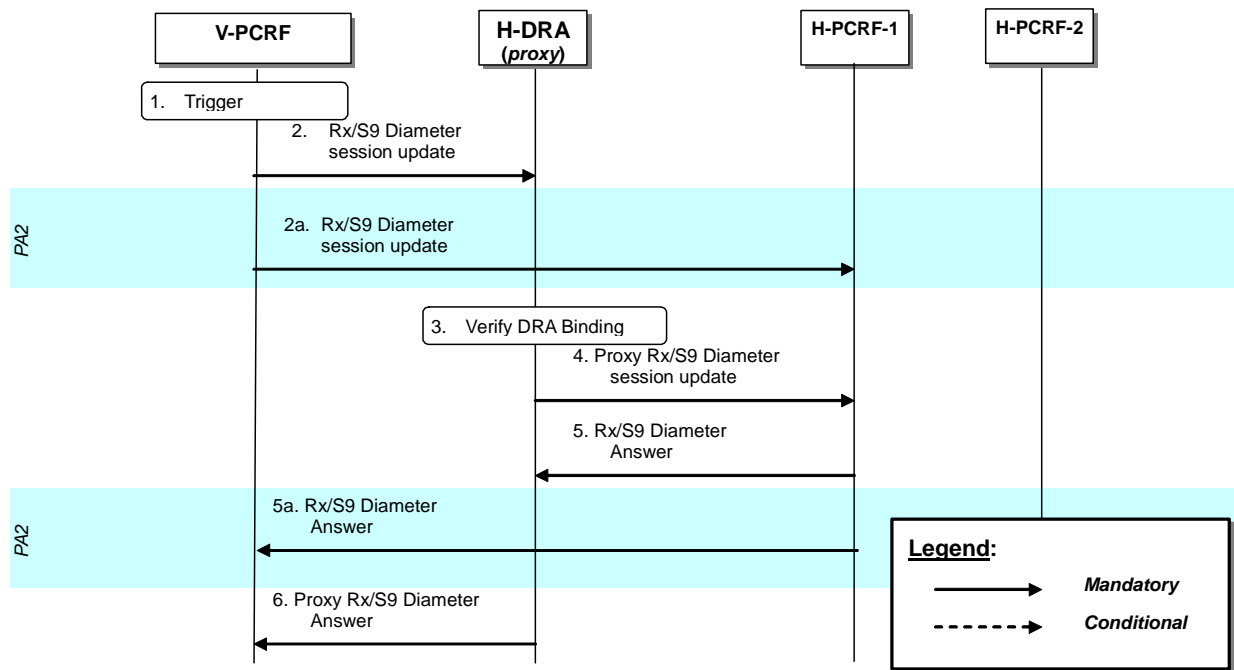 V-PCRF
H-DRA
(proxy)
H-PCRF-1
H-PCRF-2
1. Trigger
2. Rx/S9 Diameter
session update
PA2
2a. Rx/S9 Diameter
session update
3. Verify DRA Binding
4. Proxy Rx/S9 Diameter
session update
5. Rx/S9 Diameter
Answer
PA2
5a. Rx/S9 Diameter
Answer
6. Proxy Rx/S9 Diameter
Answer
Legend:
Mandatory
Conditional